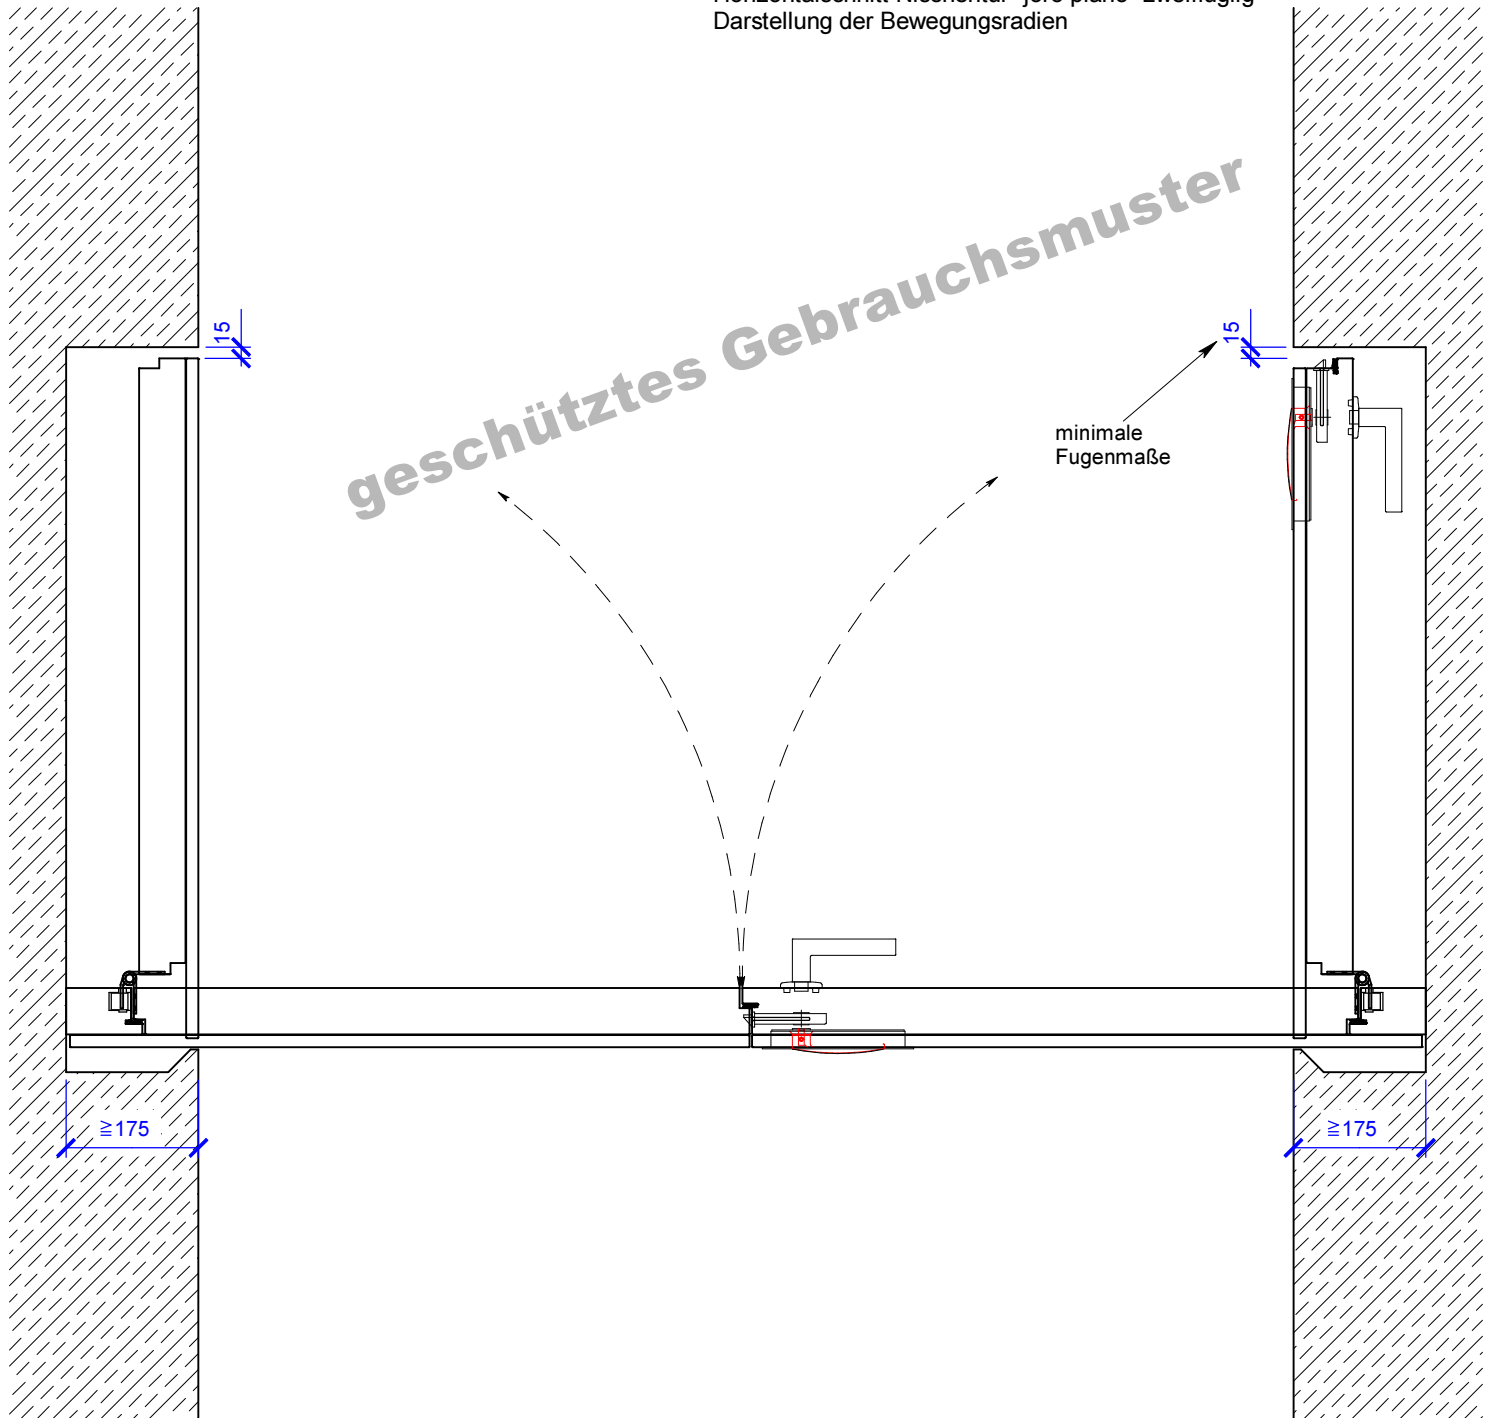 Darstellung der Bewegungsradien
geschütztes Gebrauchsmuster
15
15
minimale
Fugenmaße
≧175
≧175